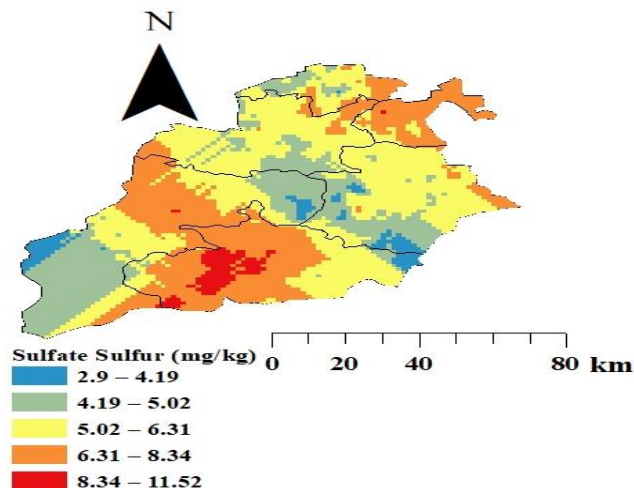 N
Sulfate Sulfur (mg/kg)
0 20 40 80 km
2.9 – 4.19
4.19 – 5.02
5.02 – 6.31
6.31 – 8.34
8.34 – 11.52